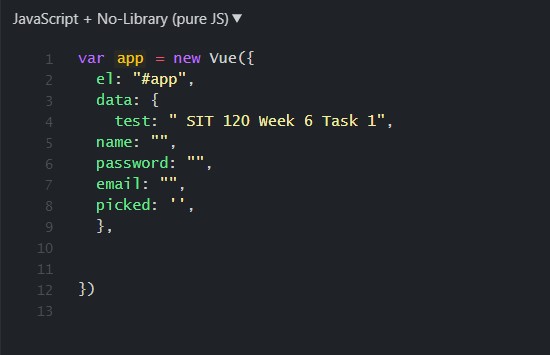 JavaScript + No-Library (pure JS) ▼
1 var app = new Vue({
2   el: "#app",
3   data: {
4     test: " SIT 120 Week 6 Task 1",
5   name: "",
6   password: "",
7   email: "",
8   picked: '',
9   },
10
11
12 })
13